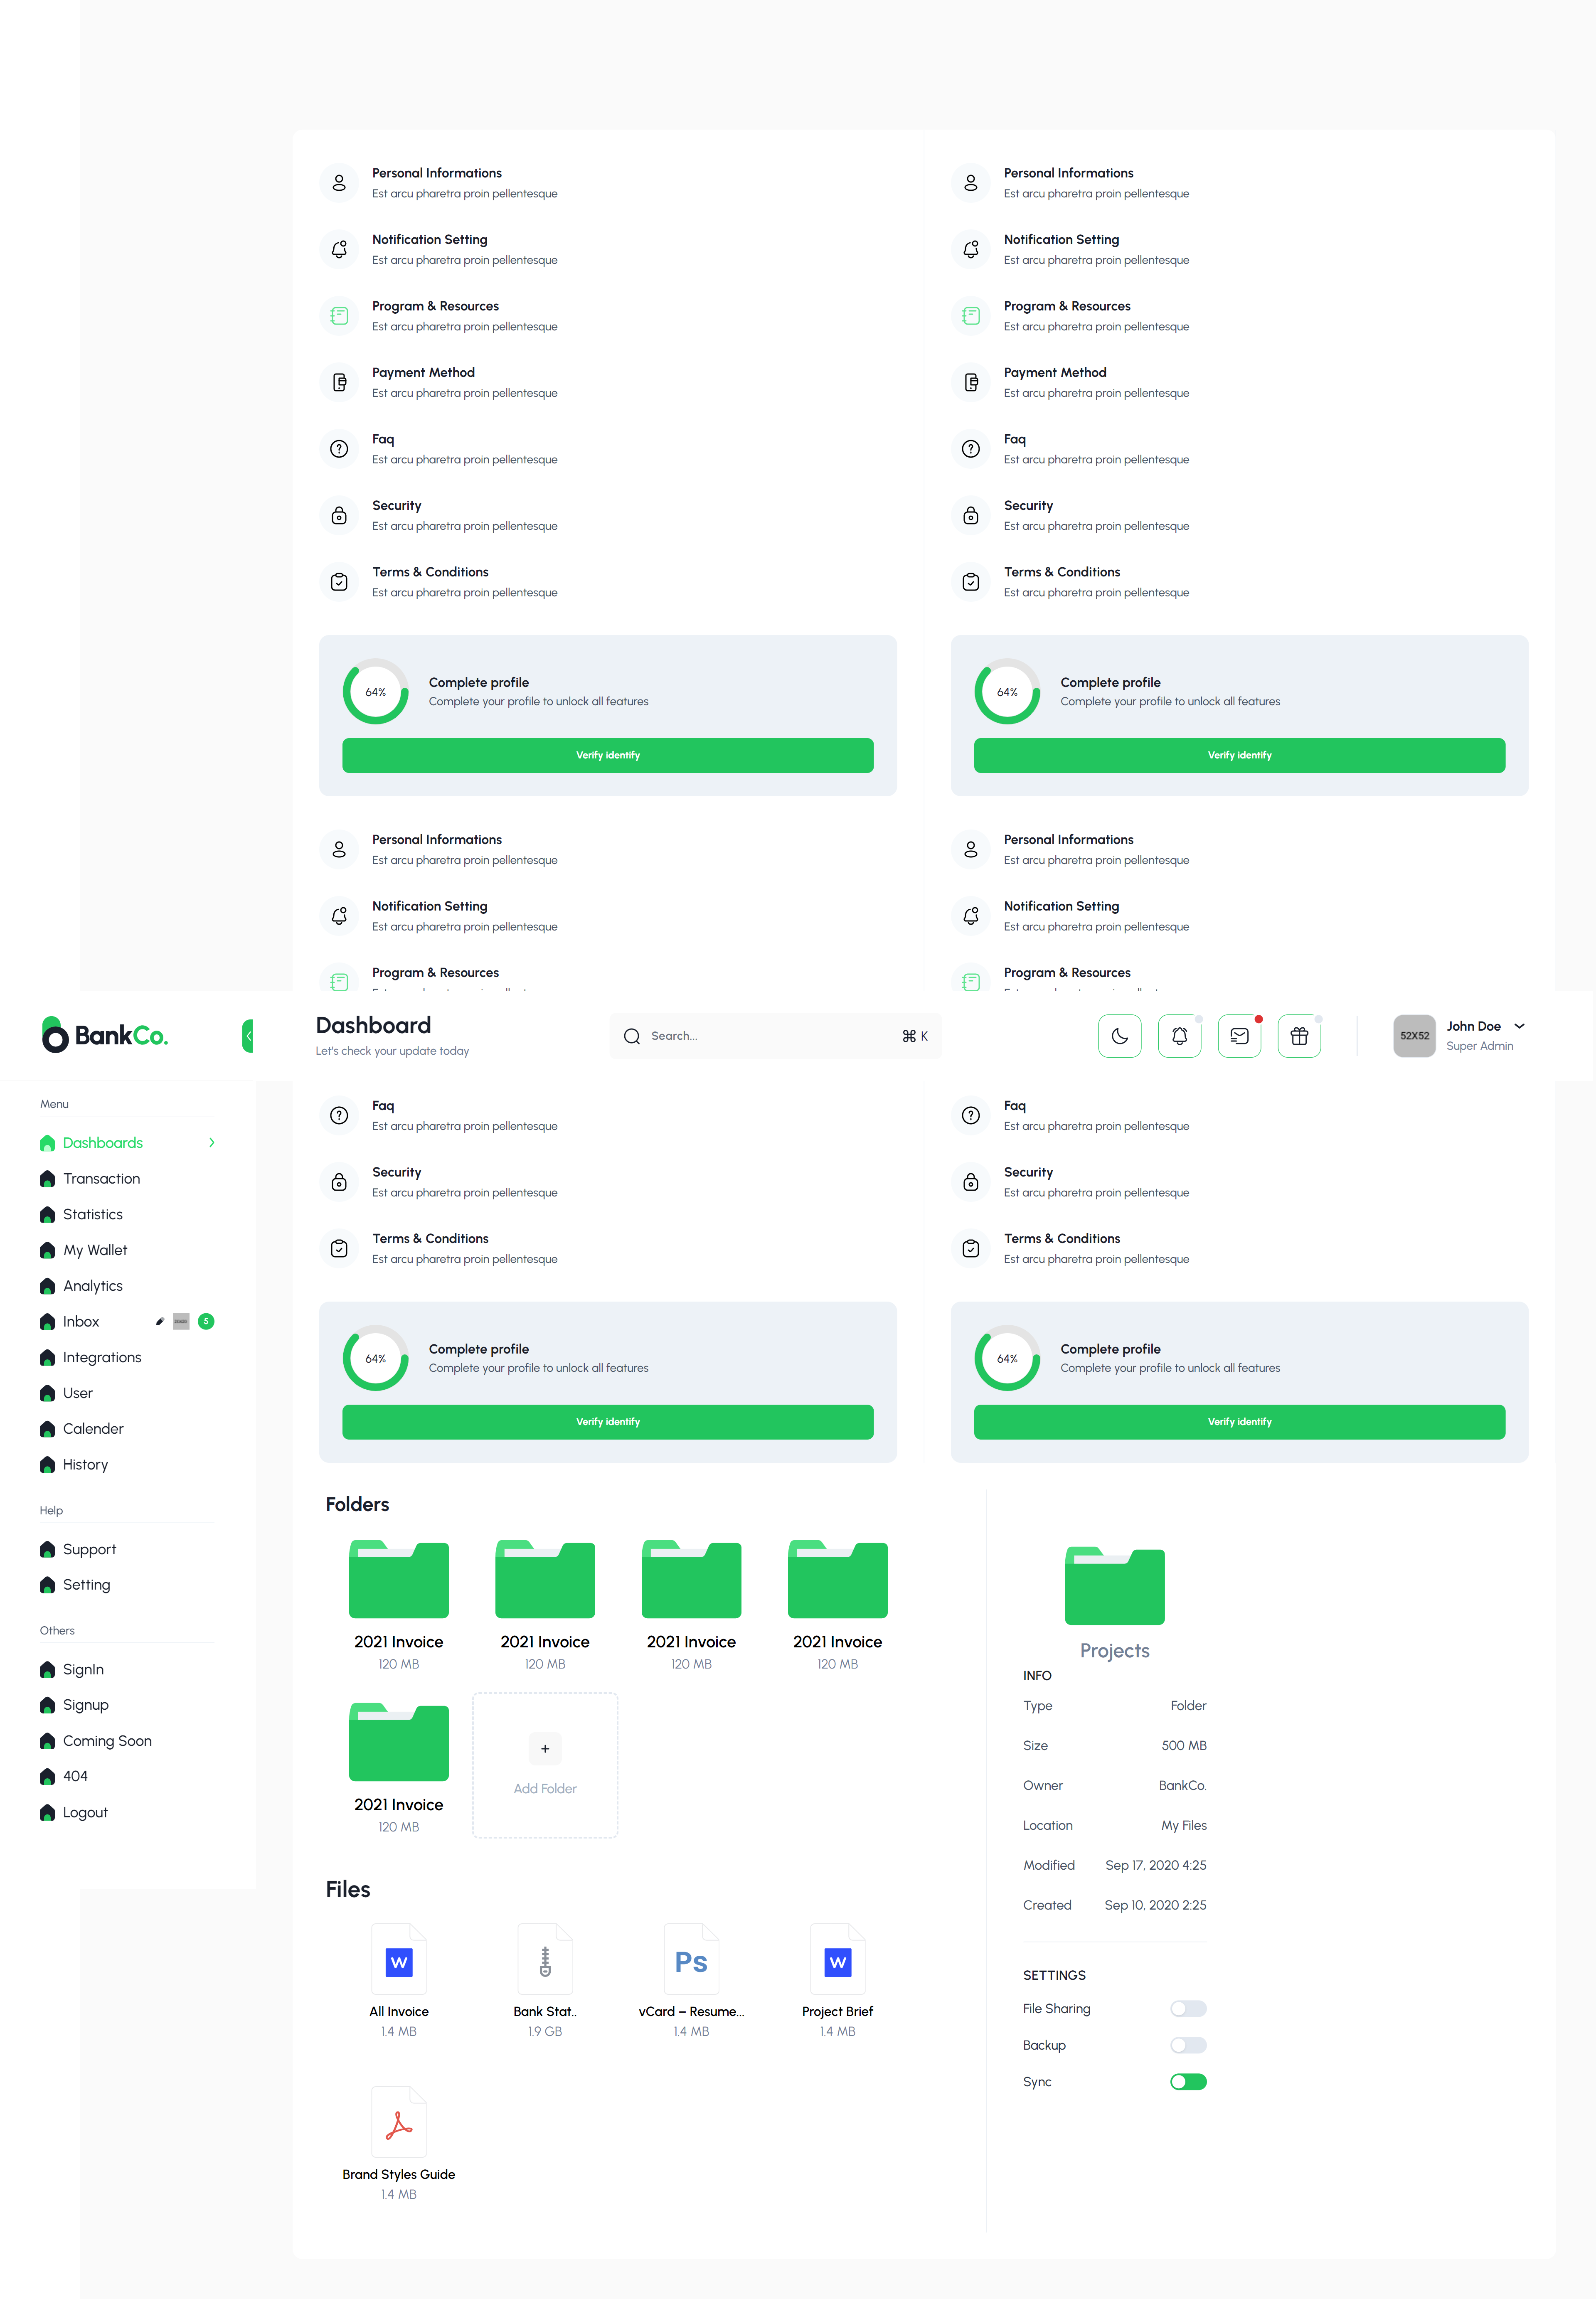 Personal Informations
Est arcu pharetra proin pellentesque
Notification Setting
Est arcu pharetra proin pellentesque
Program & Resources
Est arcu pharetra proin pellentesque
Payment Method
Est arcu pharetra proin pellentesque
Faq
Est arcu pharetra proin pellentesque
Security
Est arcu pharetra proin pellentesque
Terms & Conditions
Est arcu pharetra proin pellentesque
64%
Complete profile
Complete your profile to unlock all features
Verify identify
Personal Informations
Est arcu pharetra proin pellentesque
Notification Setting
Est arcu pharetra proin pellentesque
Program & Resources
Est arcu pharetra proin pellentesque
Payment Method
Est arcu pharetra proin pellentesque
Faq
Est arcu pharetra proin pellentesque
Security
Est arcu pharetra proin pellentesque
Terms & Conditions
Est arcu pharetra proin pellentesque
64%
Complete profile
Complete your profile to unlock all features
Verify identify
Personal Informations
Est arcu pharetra proin pellentesque
Notification Setting
Est arcu pharetra proin pellentesque
Program & Resources
Personal Informations
Est arcu pharetra proin pellentesque
Notification Setting
Est arcu pharetra proin pellentesque
Program & Resources
BankCo.
Dashboard
Let's check your update today
Search...
⌘ K
52X52
John Doe
Super Admin
Menu
Dashboards
Transaction
Statistics
My Wallet
Analytics
Inbox
5
Integrations
User
Calender
History
Help
Support
Setting
Others
SignIn
Signup
Coming Soon
404
Logout
Faq
Est arcu pharetra proin pellentesque
Security
Est arcu pharetra proin pellentesque
Terms & Conditions
Est arcu pharetra proin pellentesque
64%
Complete profile
Complete your profile to unlock all features
Verify identify
Faq
Est arcu pharetra proin pellentesque
Security
Est arcu pharetra proin pellentesque
Terms & Conditions
Est arcu pharetra proin pellentesque
64%
Complete profile
Complete your profile to unlock all features
Verify identify
Folders
2021 Invoice
120 MB
2021 Invoice
120 MB
2021 Invoice
120 MB
2021 Invoice
120 MB
2021 Invoice
120 MB
+
Add Folder
Files
W
All Invoice
1.4 MB
Bank Stat..
1.9 GB
Ps
vCard – Resume...
1.4 MB
W
Project Brief
1.4 MB
Brand Styles Guide
1.4 MB
Projects
INFO
Type Folder
Size 500 MB
Owner BankCo.
Location My Files
Modified Sep 17, 2020 4:25
Created Sep 10, 2020 2:25
SETTINGS
File Sharing
Backup
Sync